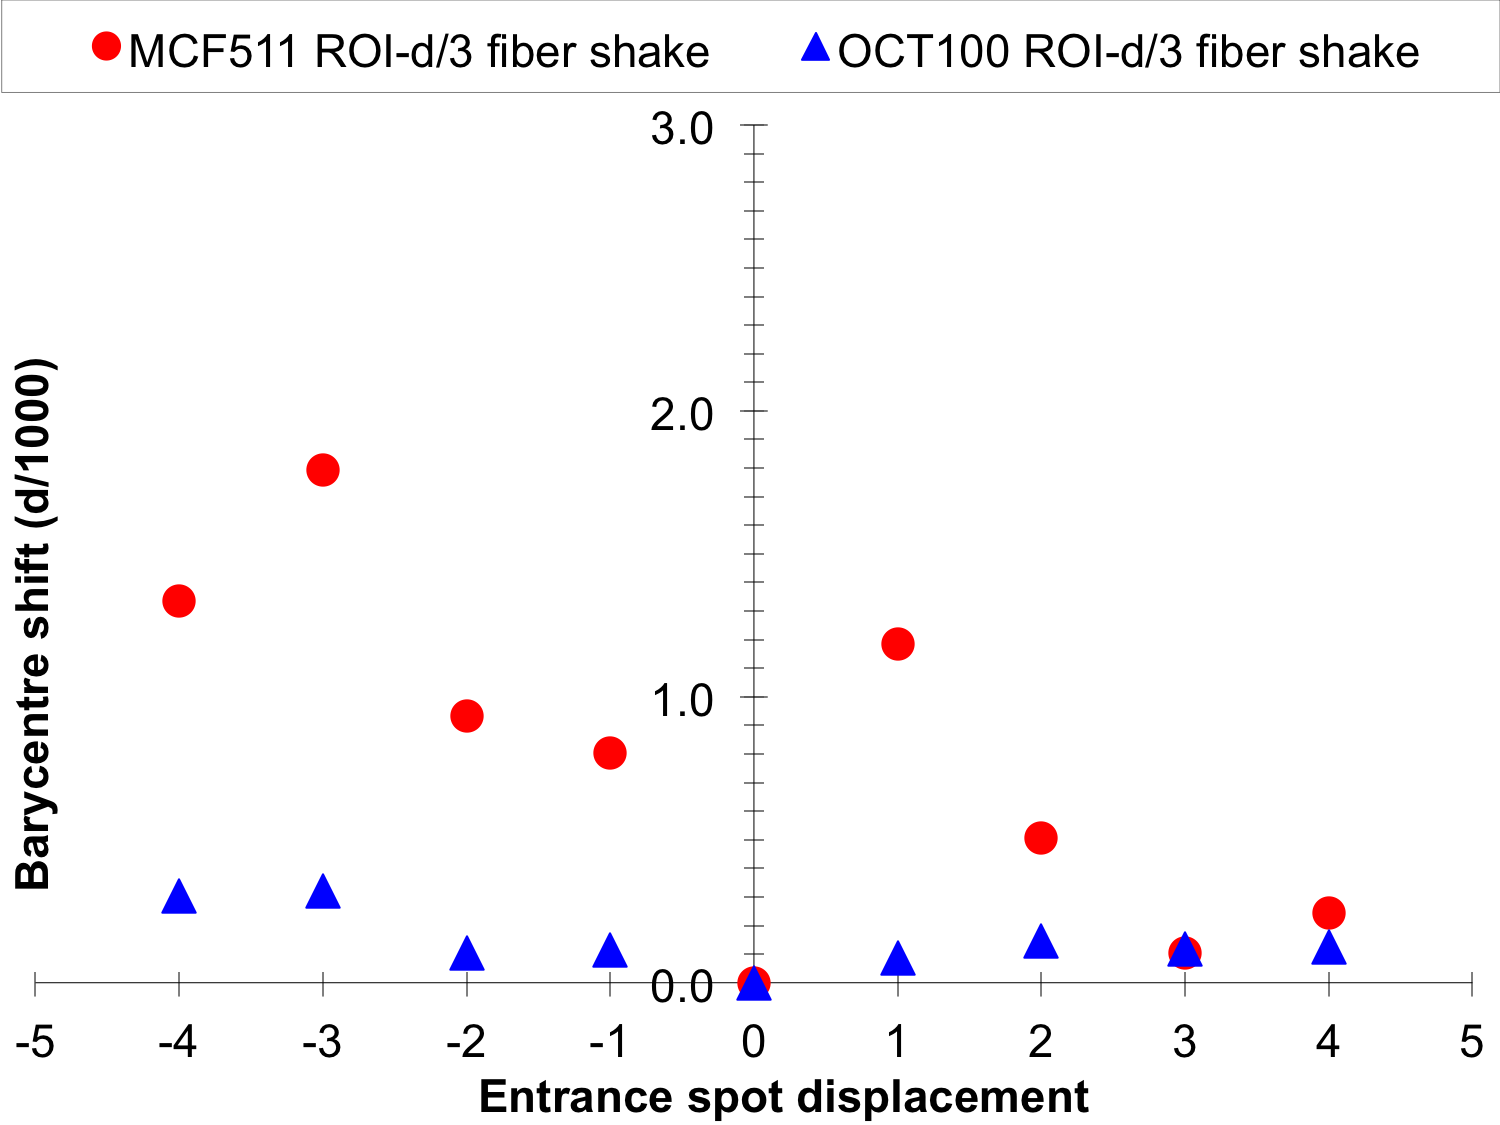 MCF511 ROI-d/3 fiber shake OCT100 ROI-d/3 fiber shake
3.0
2.0
1.0
0.0
Barycentre shift (d/1000)
-5 -4 -3 -2 -1 0 1 2 3 4 5
Entrance spot displacement